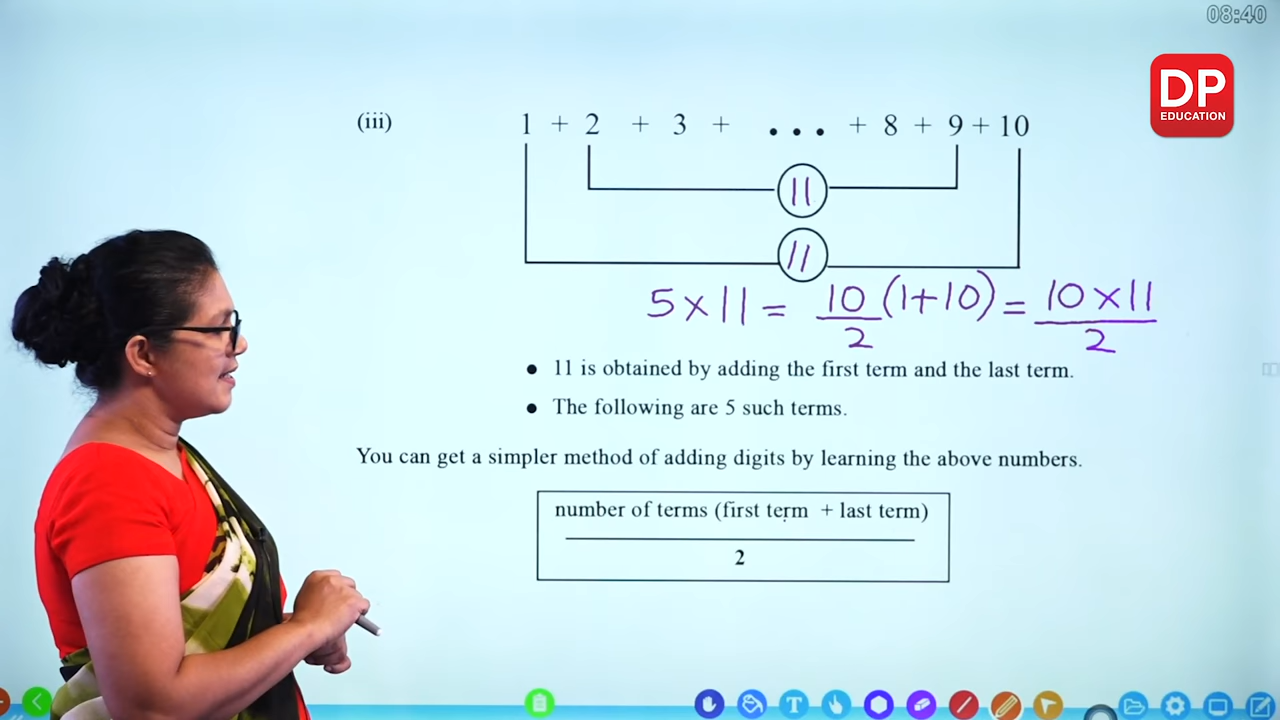 08:40
DP
EDUCATION
(iii) 1 + 2 + 3 + • • • + 8 + 9 + 10
11
11
5 × 11 = 10/2 (1+10) = 10 × 11/2
• 11 is obtained by adding the first term and the last term.
• The following are 5 such terms.
You can get a simpler method of adding digits by learning the above numbers.
number of terms (first term + last term)
2